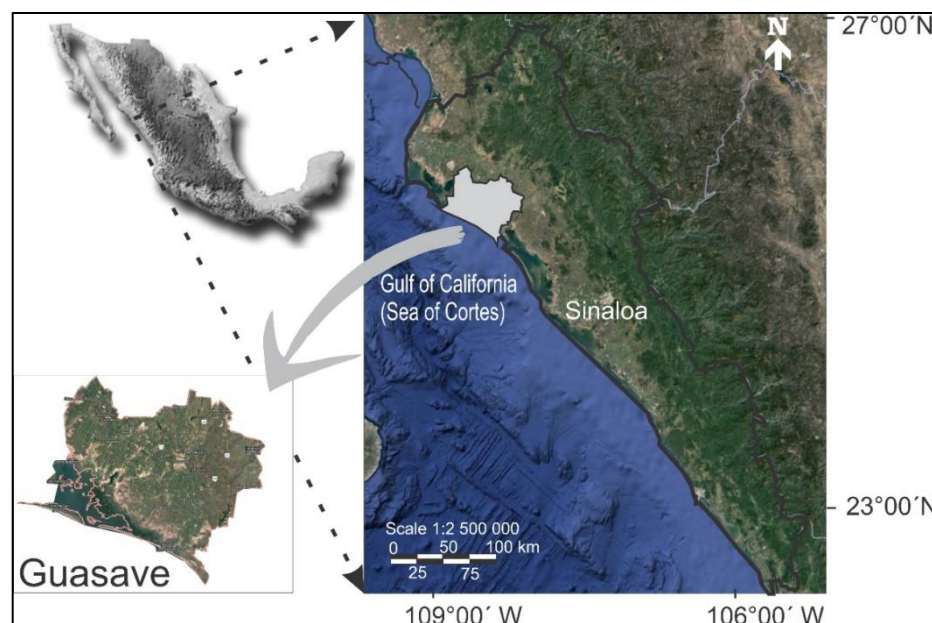 27°00´N
N
Gulf of California
(Sea of Cortes)
Sinaloa
23°00´N
Scale 1:2 500 000
0 50 100 km
25 75
Guasave
109°00´ W
106°00´ W